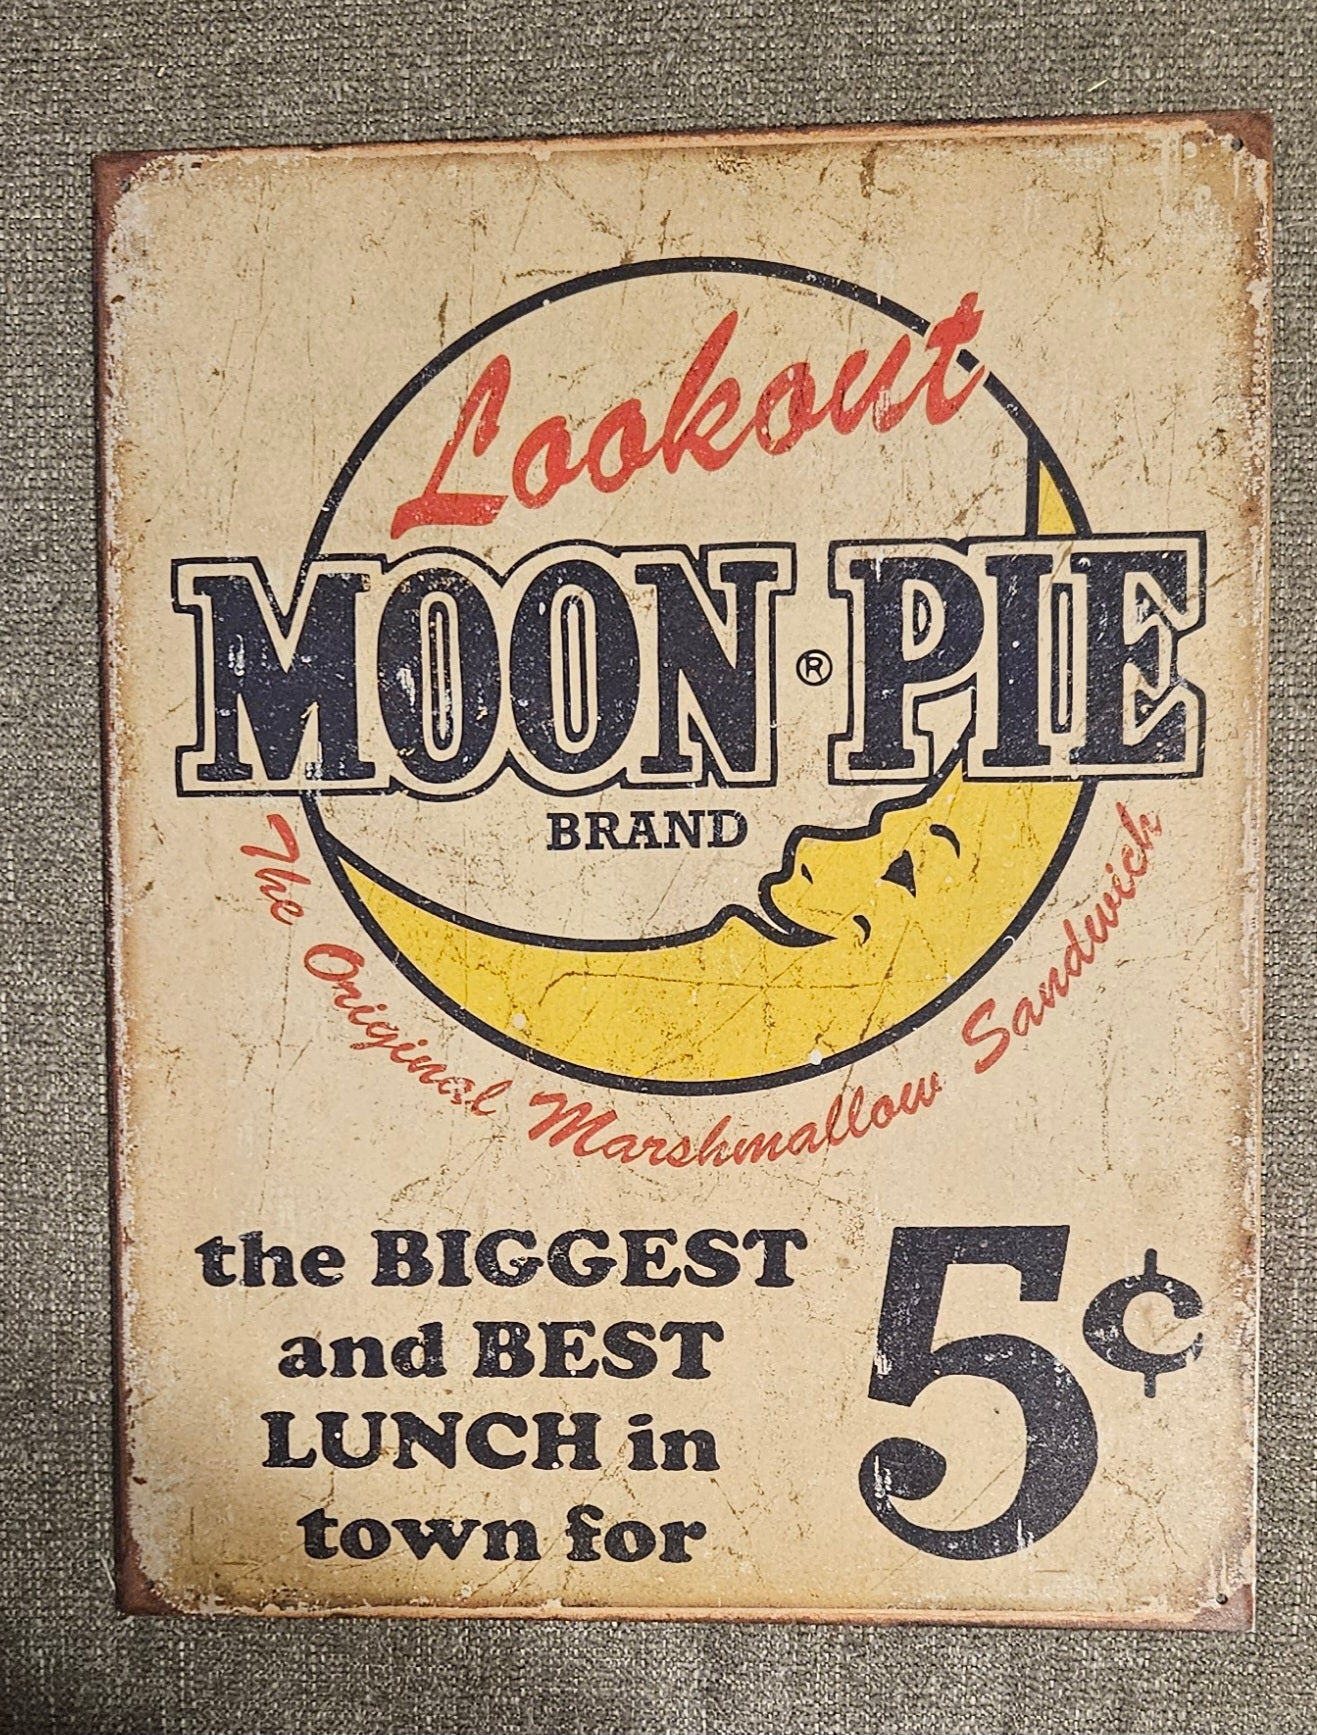 Lookout
MOON·PIE
®
BRAND
The Original Marshmallow Sandwich
the BIGGEST
and BEST
LUNCH in
town for
5¢